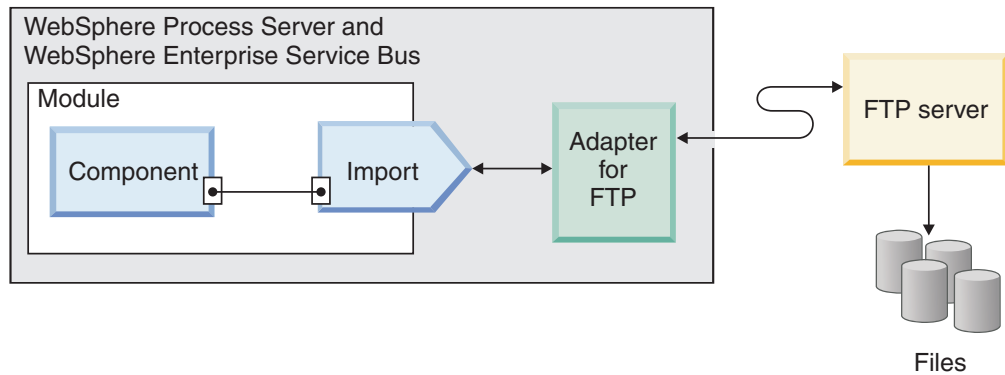 WebSphere Process Server and
WebSphere Enterprise Service Bus
Module
Component
Import
Adapter
for
FTP
FTP server
Files